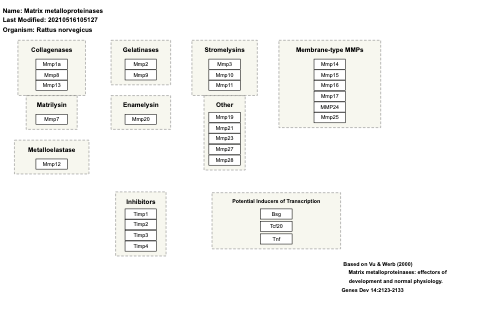 Name: Matrix metalloproteinases
Last Modified: 20210516105127
Organism: Rattus norvegicus
Collagenases
Mmp1a
Mmp8
Mmp13
Gelatinases
Mmp2
Mmp9
Stromelysins
Mmp3
Mmp10
Mmp11
Membrane-type MMPs
Mmp14
Mmp15
Mmp16
Mmp17
MMP24
Mmp25
Matrilysin
Mmp7
Enamelysin
Mmp20
Other
Mmp19
Mmp21
Mmp23
Mmp27
Mmp28
Metalloelastase
Mmp12
Inhibitors
Timp1
Timp2
Timp3
Timp4
Potential Inducers of Transcription
Bsg
Tcf20
Tnf
Based on Vu & Werb (2000)
Matrix metalloproteinases: effectors of
development and normal physiology.
Genes Dev 14:2123-2133